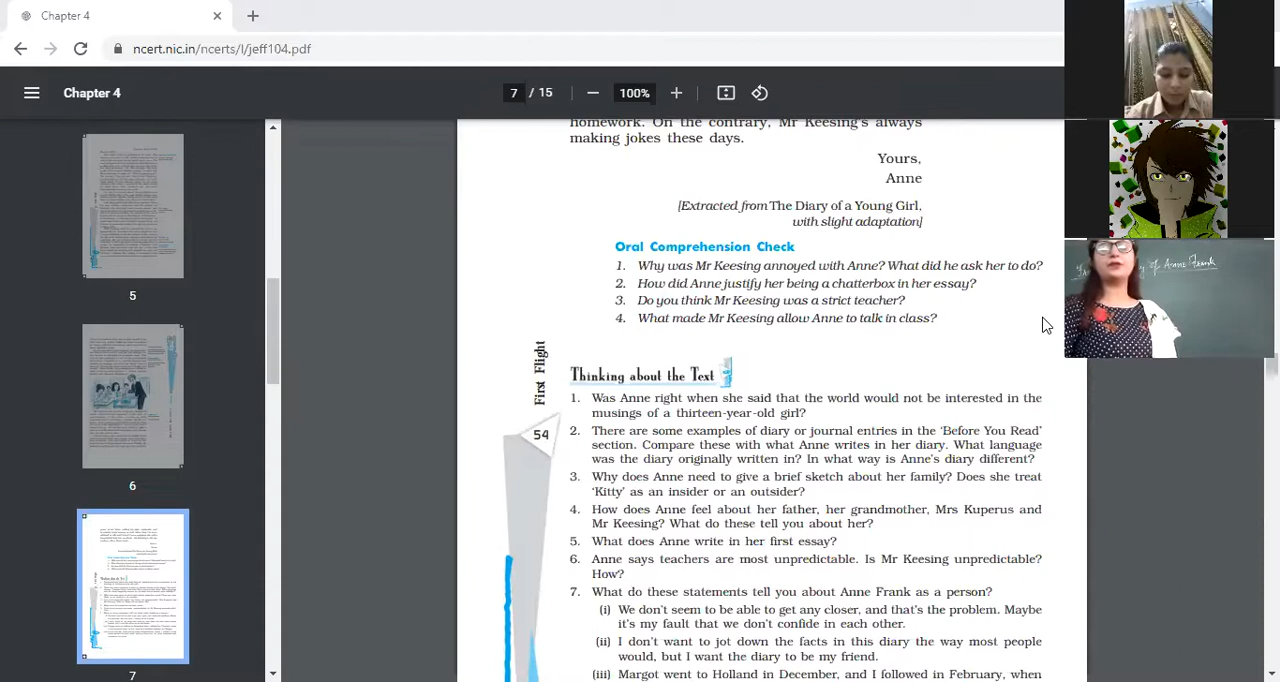 Chapter 4
ncert.nic.in/ncerts/l/jeff104.pdf
Chapter 4
7 / 15
100%
5
6
7
homework. On the contrary, Mr Keesing's always
making jokes these days.
Yours,
Anne
[Extracted from The Diary of a Young Girl,
with slight adaptation]
Oral Comprehension Check
1. Why was Mr Keesing annoyed with Anne? What did he ask her to do?
2. How did Anne justify her being a chatterbox in her essay?
3. Do you think Mr Keesing was a strict teacher?
4. What made Mr Keesing allow Anne to talk in class?
First Flight
54
Thinking about the Text
1. Was Anne right when she said that the world would not be interested in the
musings of a thirteen-year-old girl?
2. There are some examples of diary or journal entries in the 'Before You Read'
section. Compare these with what Anne writes in her diary. What language
was the diary originally written in? In what way is Anne's diary different?
3. Why does Anne need to give a brief sketch about her family? Does she treat
'Kitty' as an insider or an outsider?
4. How does Anne feel about her father, her grandmother, Mrs Kuperus and
Mr Keesing? What do these tell you about her?
5. What does Anne write in her first essay?
6. Anne says teachers are most unpredictable. Is Mr Keesing unpredictable?
How?
7. What do these statements tell you about Anne Frank as a person?
(i) We don't seem to be able to get any closer, and that's the problem. Maybe
it's my fault that we don't confide in each other.
(ii) I don't want to jot down the facts in this diary the way most people
would, but I want the diary to be my friend.
(iii) Margot went to Holland in December, and I followed in February, when
of Anne Frank